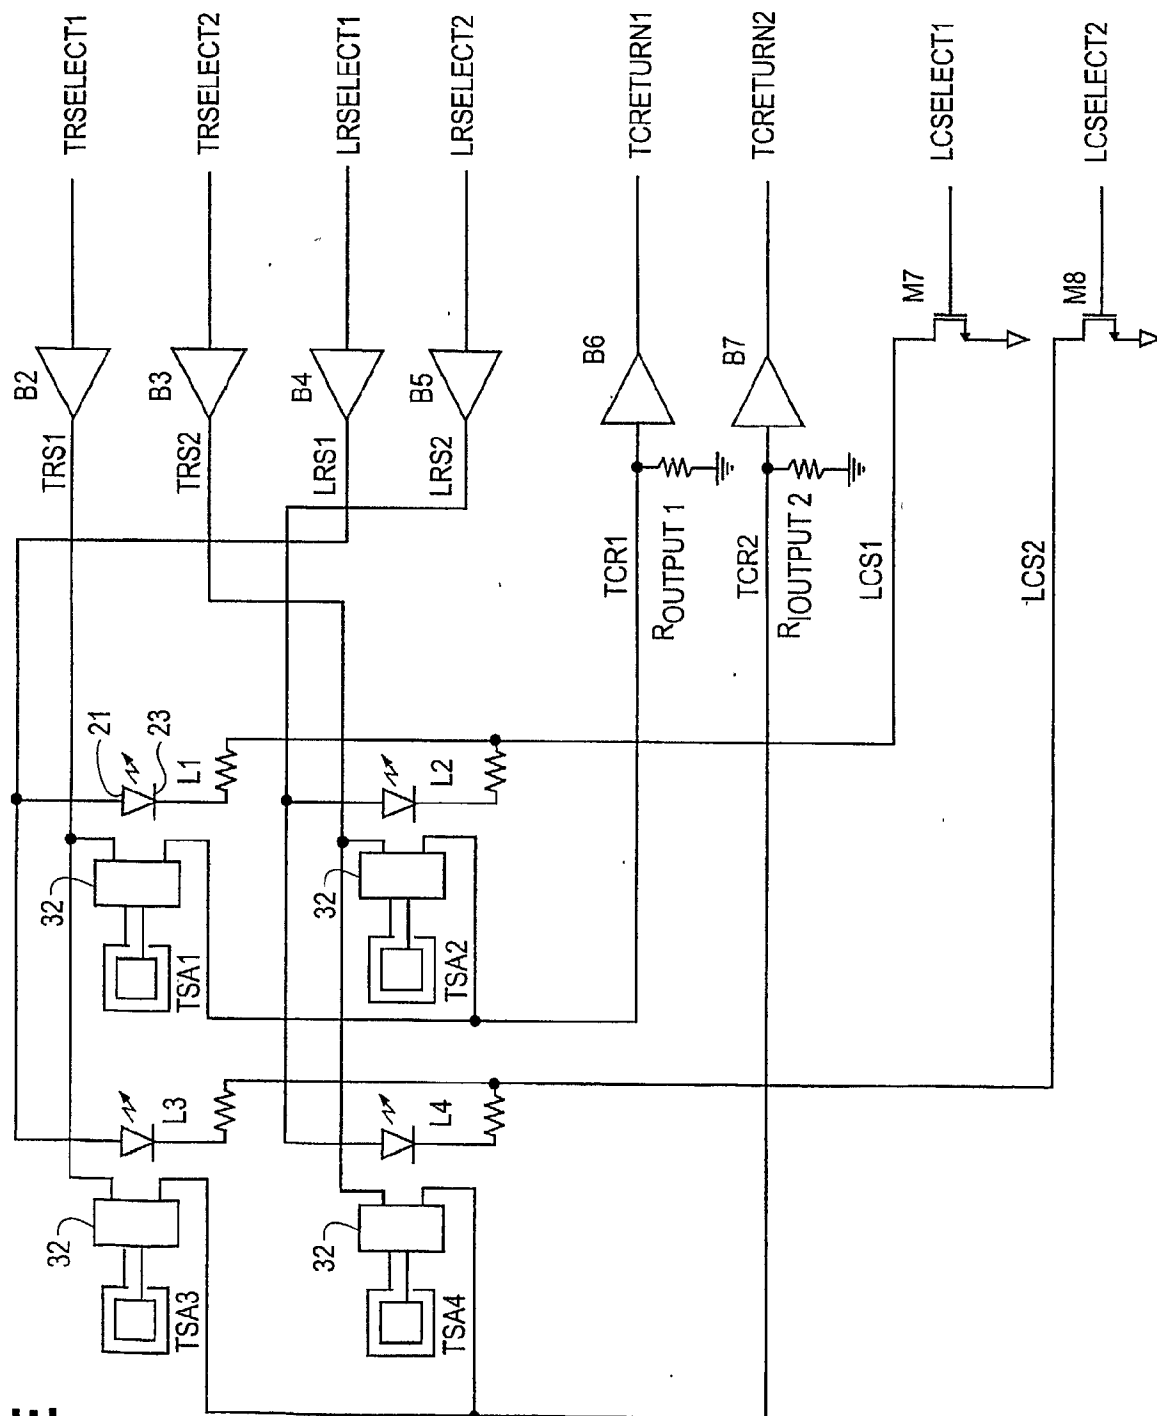 TRSELECT1
TRSELECT2
LRSELECT1
LRSELECT2
TCRETURN1
TCRETURN2
LCSELECT1
LCSELECT2
B2
B3
B4
B5
B6
B7
M7
M8
TRS1
TRS2
LRS1
LRS2
TCR1
ROUTPUT 1
TCR2
RIOUTPUT 2
LCS1
LCS2
21
23
L1
L2
32
32
TSA1
TSA2
L3
L4
32
32
TSA3
TSA4